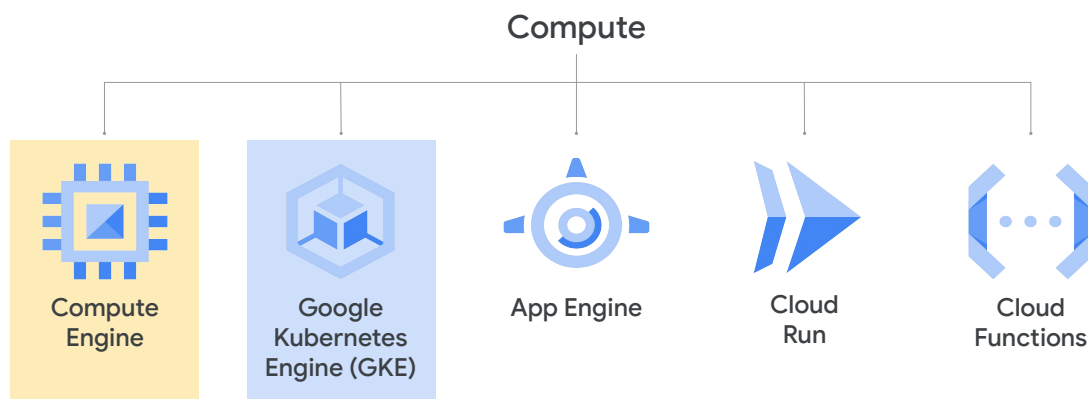 Compute
Compute
Engine
Google
Kubernetes
Engine (GKE)
App Engine
Cloud
Run
Cloud
Functions